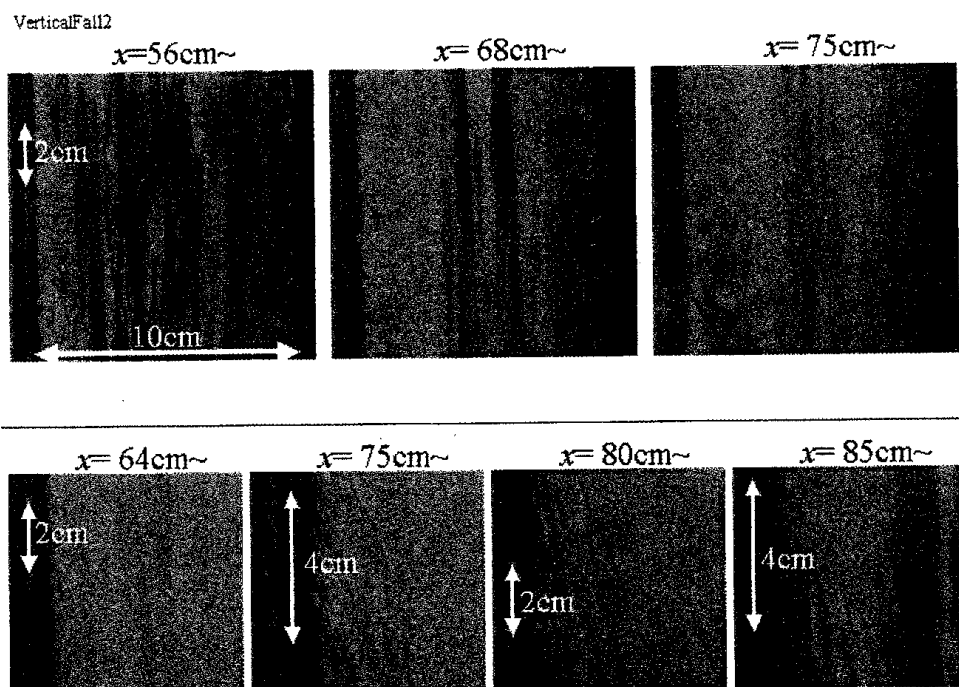 VerticalFall2
x=56cm~ x= 68cm~ x= 75cm~
2cm
10cm
x= 64cm~ x= 75cm~ x= 80cm~ x= 85cm~
2cm 4cm 2cm 4cm